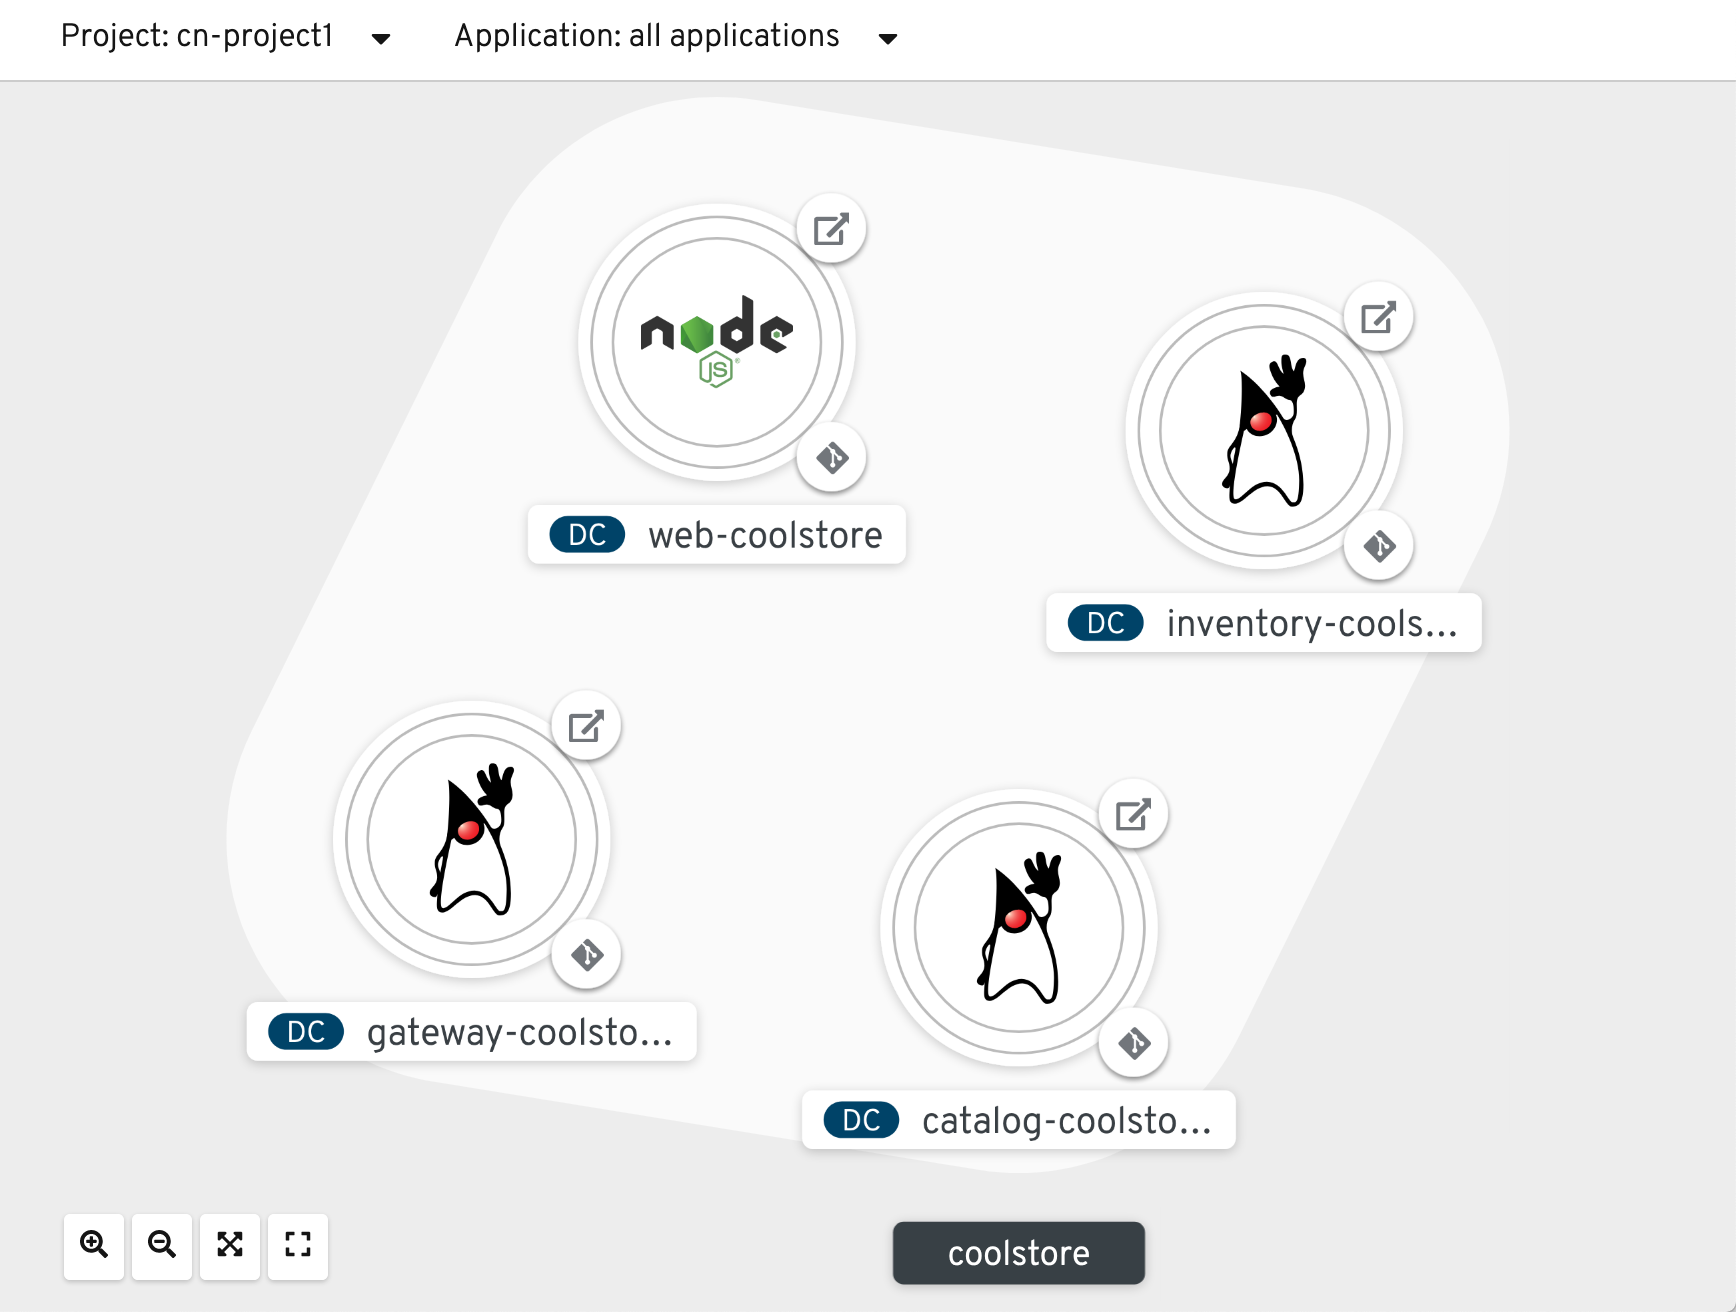 Project: cn-project1 Application: all applications
node
JS
DC web-coolstore
DC inventory-cools...
DC gateway-coolsto...
DC catalog-coolsto...
coolstore